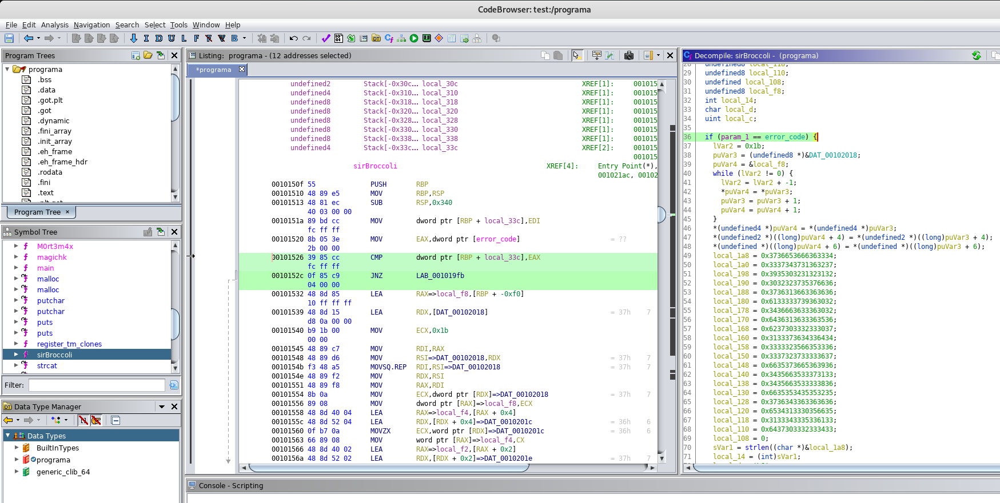 CodeBrowser: test:/programa
File Edit Analysis Navigation Search Select Tools Window Help
I D U L F F V B
Program Trees
programa
.bss
.data
.got.plt
.got
.dynamic
.fini_array
.init_array
.eh_frame
.eh_frame_hdr
.rodata
.fini
.text
.plt.got
Program Tree ×
Symbol Tree
M0rt3m4x
magichk
main
malloc
malloc
putchar
putchar
puts
puts
register_tm_clones
sirBroccoli
strcat
Filter:
Data Type Manager
Data Types
BuiltInTypes
programa
generic_clib_64
Listing: programa - (12 addresses selected)
*programa
undefined2 Stack[-0x30c... local_30c XREF[1]: 001015
undefined4 Stack[-0x310... local_310 XREF[1]: 001015
undefined8 Stack[-0x318... local_318 XREF[1]: 001015
undefined8 Stack[-0x320... local_320 XREF[1]: 001015
undefined8 Stack[-0x328... local_328 XREF[1]: 001015
undefined8 Stack[-0x330... local_330 XREF[1]: 001015
undefined8 Stack[-0x338... local_338 XREF[1]: 001015
undefined4 Stack[-0x33c... local_33c XREF[2]: 001015
001015
sirBroccoli XREF[4]: Entry Point(*),
001021ac, 00102
0010150f 55 PUSH RBP
00101510 48 89 e5 MOV RBP,RSP
00101513 48 81 ec SUB RSP,0x340
40 03 00 00
0010151a 89 bd cc MOV dword ptr [RBP + local_33c],EDI
fc ff ff
00101520 8b 05 3e MOV EAX,dword ptr [error_code] = ??
2b 00 00
00101526 39 85 cc CMP dword ptr [RBP + local_33c],EAX
fc ff ff
0010152c 0f 85 c9 JNZ LAB_001019fb
04 00 00
00101532 48 8d 85 LEA RAX=>local_f8,[RBP + -0xf0]
10 ff ff ff
00101539 48 8d 15 LEA RDX,[DAT_00102018] = 37h 7
d8 0a 00 00
00101540 b9 1b 00 MOV ECX,0x1b
00 00
00101545 48 89 c7 MOV RDI,RAX
00101548 48 89 d6 MOV RSI=>DAT_00102018,RDX = 37h 7
0010154b f3 48 a5 MOVSQ.REP RDI,RSI=>DAT_00102018 = 37h 7
0010154e 48 89 f2 MOV RDX,RSI
00101551 48 89 f8 MOV RAX,RDI
00101554 8b 0a MOV ECX,dword ptr [RDX]=>DAT_00102018 = 37h 7
00101556 89 08 MOV dword ptr [RAX]=>local_f8,ECX
00101558 48 8d 40 04 LEA RAX=>local_f4,[RAX + 0x4]
0010155c 48 8d 52 04 LEA RDX,[RDX + 0x4]=>DAT_0010201c = 36h 6
00101560 0f b7 0a MOVZX ECX,word ptr [RDX]=>DAT_0010201c = 36h 6
00101563 66 89 08 MOV word ptr [RAX]=>local_f4,CX
00101566 48 8d 40 02 LEA RAX=>local_f2,[RAX + 0x2]
0010156a 48 8d 52 02 LEA RDX,[RDX + 0x2]=>DAT_0010201e = 37h 7
Console - Scripting
Decompile: sirBroccoli - (programa)
28 undefined8 local_118;
29 undefined8 local_110;
30 undefined local_108;
31 undefined8 local_f8;
32 int local_14;
33 char local_d;
34 uint local_c;
35
36 if (param_1 == error_code) {
37 lVar2 = 0x1b;
38 puVar3 = (undefined8 *)&DAT_00102018;
39 puVar4 = &local_f8;
40 while (lVar2 != 0) {
41 lVar2 = lVar2 + -1;
42 *puVar4 = *puVar3;
43 puVar3 = puVar3 + 1;
44 puVar4 = puVar4 + 1;
45 }
46 *(undefined4 *)puVar4 = *(undefined4 *)puVar3;
47 *(undefined2 *)((long)puVar4 + 4) = *(undefined2 *)((long)puVar3 + 4);
48 *(undefined *)((long)puVar4 + 6) = *(undefined *)((long)puVar3 + 6);
49 local_1a8 = 0x3736653666363334;
50 local_1a0 = 0x3337343731363237;
51 local_198 = 0x3935303231323132;
52 local_190 = 0x3032323735376636;
53 local_188 = 0x3736313663363636;
54 local_180 = 0x6133333739363032;
55 local_178 = 0x3436663633363032;
56 local_170 = 0x6463613663363536;
57 local_168 = 0x6237303332333037;
58 local_160 = 0x3133373634336434;
59 local_158 = 0x3333323566353336;
60 local_150 = 0x3337323733333637;
61 local_148 = 0x6635373665363936;
62 local_140 = 0x3435663533373133;
63 local_138 = 0x3435663533333836;
64 local_130 = 0x6635353435353235;
65 local_128 = 0x3736343663363636;
66 local_120 = 0x6534313330356635;
67 local_118 = 0x3133343335336133;
68 local_110 = 0x6437303332333433;
69 local_108 = 0;
70 sVar1 = strlen((char *)&local_1a8);
71 local_14 = (int)sVar1;